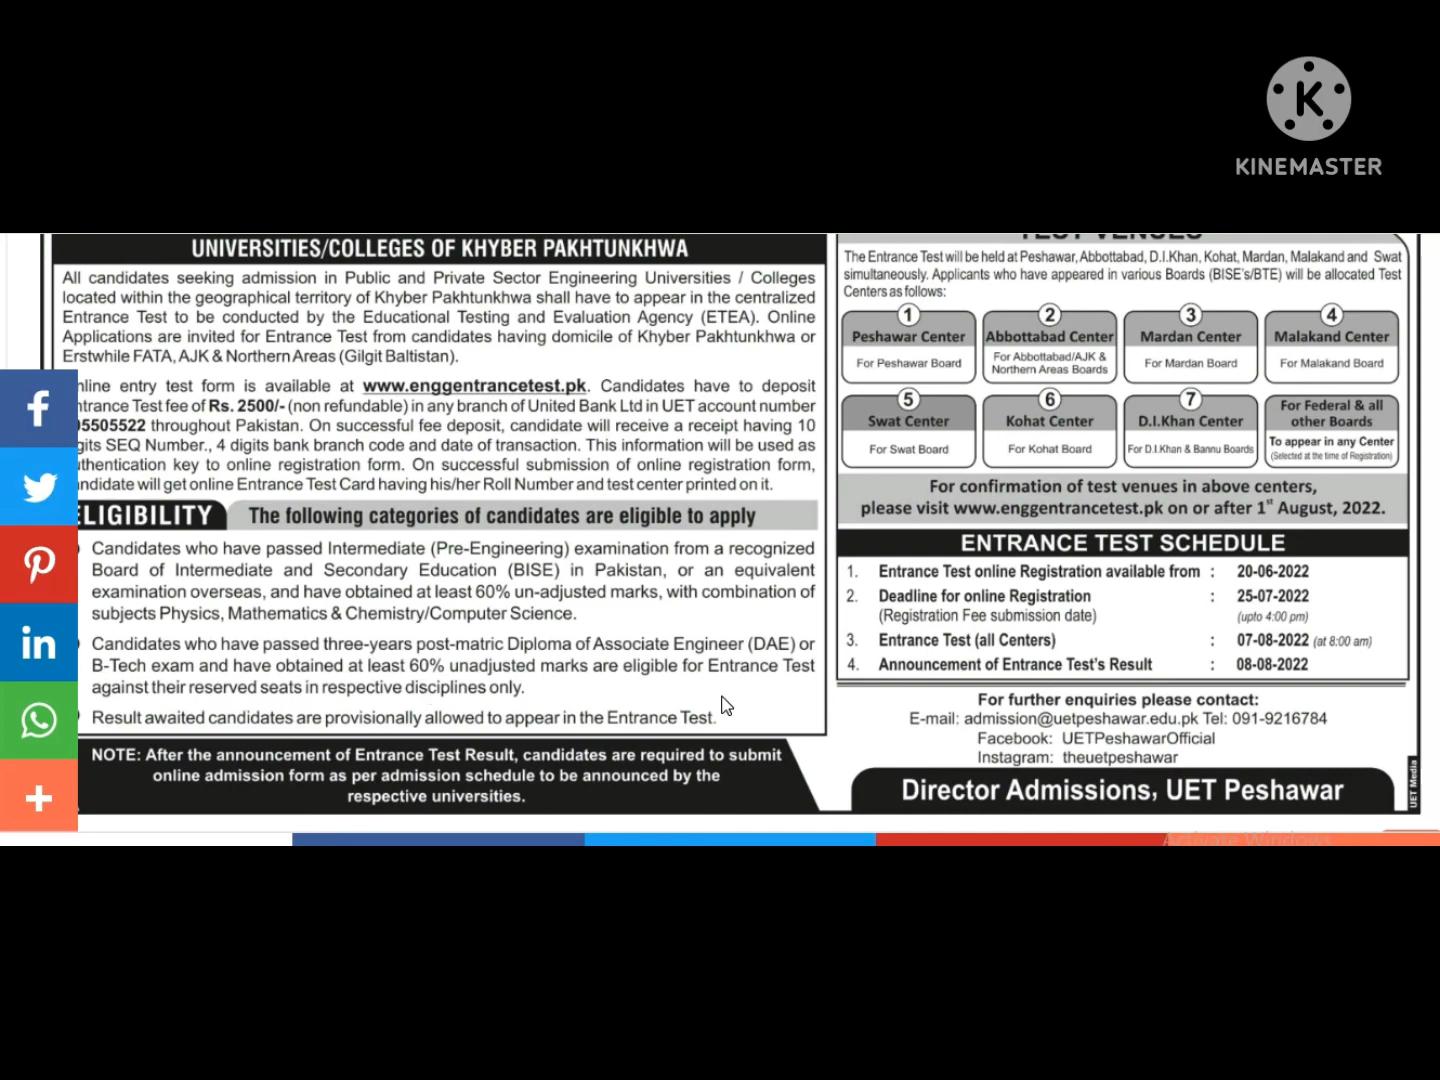 KINEMASTER
UNIVERSITIES/COLLEGES OF KHYBER PAKHTUNKHWA
All candidates seeking admission in Public and Private Sector Engineering Universities / Colleges
located within the geographical territory of Khyber Pakhtunkhwa shall have to appear in the centralized
Entrance Test to be conducted by the Educational Testing and Evaluation Agency (ETEA). Online
Applications are invited for Entrance Test from candidates having domicile of Khyber Pakhtunkhwa or
Erstwhile FATA, AJK & Northern Areas (Gilgit Baltistan).
nline entry test form is available at www.enggentrancetest.pk. Candidates have to deposit
ntrance Test fee of Rs. 2500/- (non refundable) in any branch of United Bank Ltd in UET account number
05505522 throughout Pakistan. On successful fee deposit, candidate will receive a receipt having 10
gits SEQ Number., 4 digits bank branch code and date of transaction. This information will be used as
uthentication key to online registration form. On successful submission of online registration form,
andidate will get online Entrance Test Card having his/her Roll Number and test center printed on it.
LIGIBILITY The following categories of candidates are eligible to apply
Candidates who have passed Intermediate (Pre-Engineering) examination from a recognized
Board of Intermediate and Secondary Education (BISE) in Pakistan, or an equivalent
examination overseas, and have obtained at least 60% un-adjusted marks, with combination of
subjects Physics, Mathematics & Chemistry/Computer Science.
Candidates who have passed three-years post-matric Diploma of Associate Engineer (DAE) or
B-Tech exam and have obtained at least 60% unadjusted marks are eligible for Entrance Test
against their reserved seats in respective disciplines only.
Result awaited candidates are provisionally allowed to appear in the Entrance Test.
NOTE: After the announcement of Entrance Test Result, candidates are required to submit
online admission form as per admission schedule to be announced by the
respective universities.
TEST VENUES
The Entrance Test will be held at Peshawar, Abbottabad, D.I.Khan, Kohat, Mardan, Malakand and Swat
simultaneously. Applicants who have appeared in various Boards (BISE's/BTE) will be allocated Test
Centers as follows:
1 2 3 4
Peshawar Center Abbottabad Center Mardan Center Malakand Center
For Peshawar Board For Abbottabad/AJK & For Mardan Board For Malakand Board
Northern Areas Boards
5 6 7 For Federal & all
Swat Center Kohat Center D.I.Khan Center other Boards
For Swat Board For Kohat Board For D.I.Khan & Bannu Boards To appear in any Center
(Selected at the time of Registration)
For confirmation of test venues in above centers,
please visit www.enggentrancetest.pk on or after 1st August, 2022.
ENTRANCE TEST SCHEDULE
1. Entrance Test online Registration available from : 20-06-2022
2. Deadline for online Registration : 25-07-2022
(Registration Fee submission date) (upto 4:00 pm)
3. Entrance Test (all Centers) : 07-08-2022 (at 8:00 am)
4. Announcement of Entrance Test's Result : 08-08-2022
For further enquiries please contact:
E-mail: admission@uetpeshawar.edu.pk Tel: 091-9216784
Facebook: UETPeshawarOfficial
Instagram: theuetpeshawar
Director Admissions, UET Peshawar
UET Media
Activate Windows